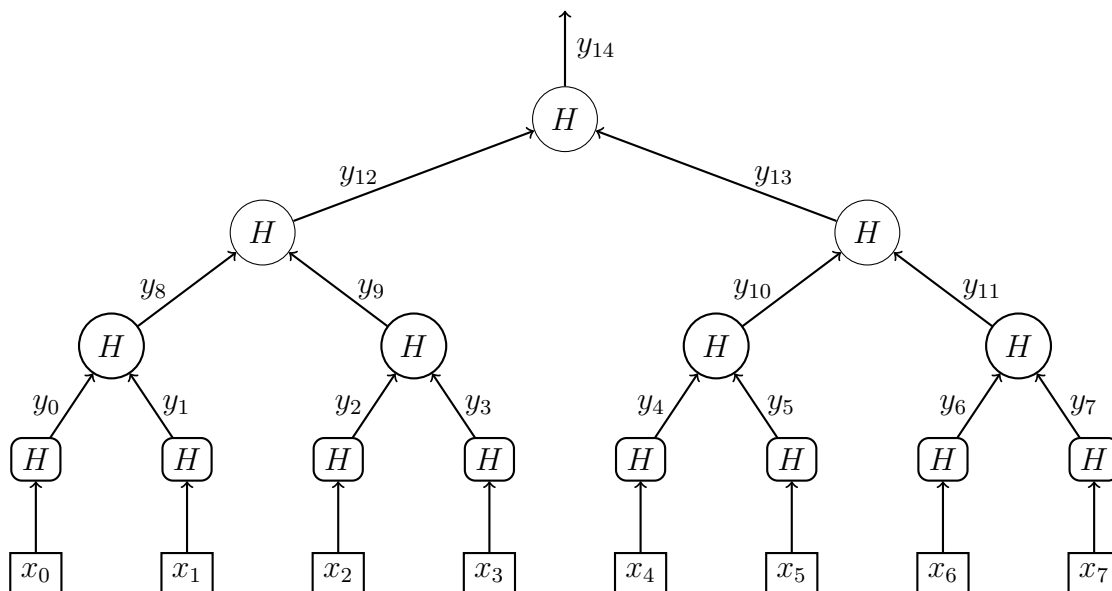 y₁₄
H
y₁₂ y₁₃
H H
y₈ y₉ y₁₀ y₁₁
H H H H
y₀ y₁ y₂ y₃ y₄ y₅ y₆ y₇
H H H H H H H H
x₀ x₁ x₂ x₃ x₄ x₅ x₆ x₇